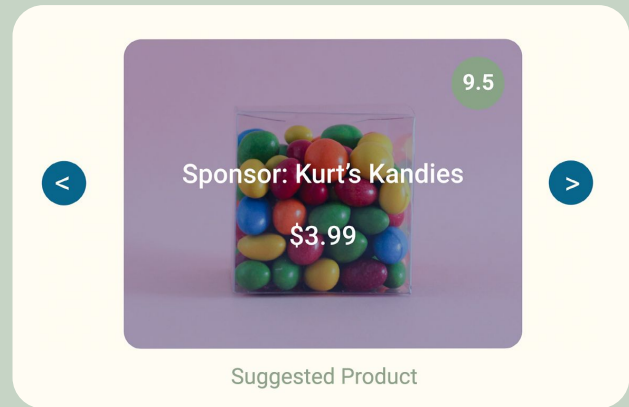 9.5
Sponsor: Kurt’s Kandies
<
>
$3.99
Suggested Product